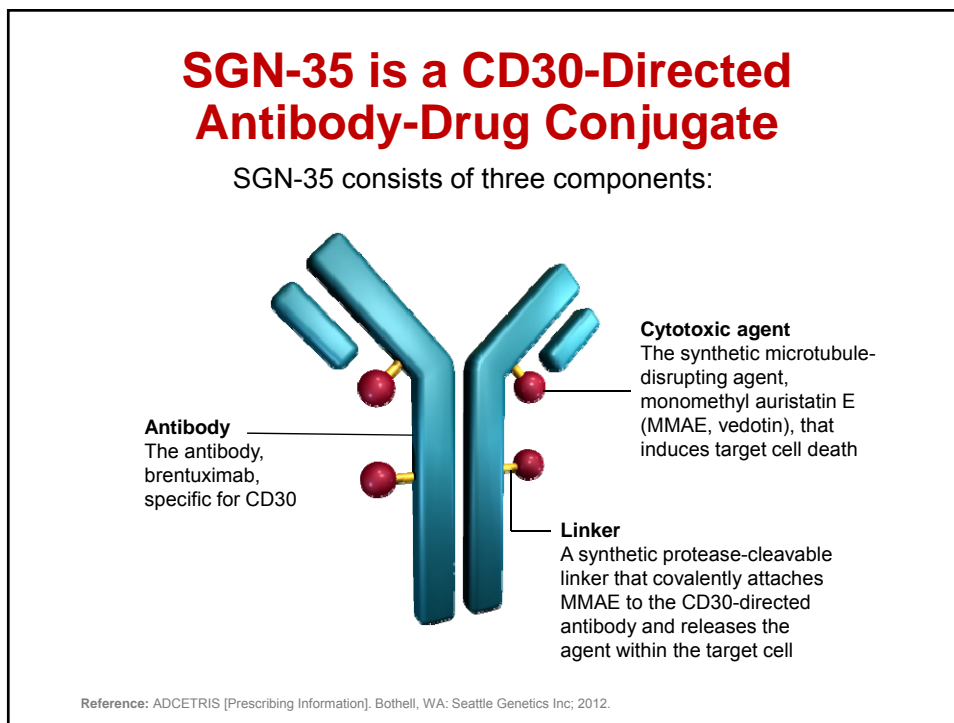 SGN-35 is a CD30-Directed
Antibody-Drug Conjugate
SGN-35 consists of three components:
Cytotoxic agent
The synthetic microtubule-
disrupting agent,
monomethyl auristatin E
(MMAE, vedotin), that
induces target cell death
Antibody
The antibody,
brentuximab,
specific for CD30
Linker
A synthetic protease-cleavable
linker that covalently attaches
MMAE to the CD30-directed
antibody and releases the
agent within the target cell
Reference: ADCETRIS [Prescribing Information]. Bothell, WA: Seattle Genetics Inc; 2012.